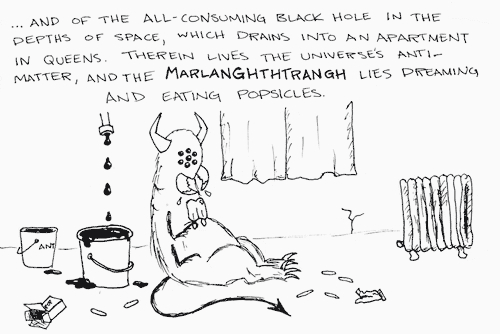 ... AND OF THE ALL-CONSUMING BLACK HOLE IN THE
DEPTHS OF SPACE, WHICH DRAINS INTO AN APARTMENT
IN QUEENS. THEREIN LIVES THE UNIVERSE'S ANTI-
MATTER, AND THE MARLANGHTHTRANGH LIES DREAMING
AND EATING POPSICLES.
ANT